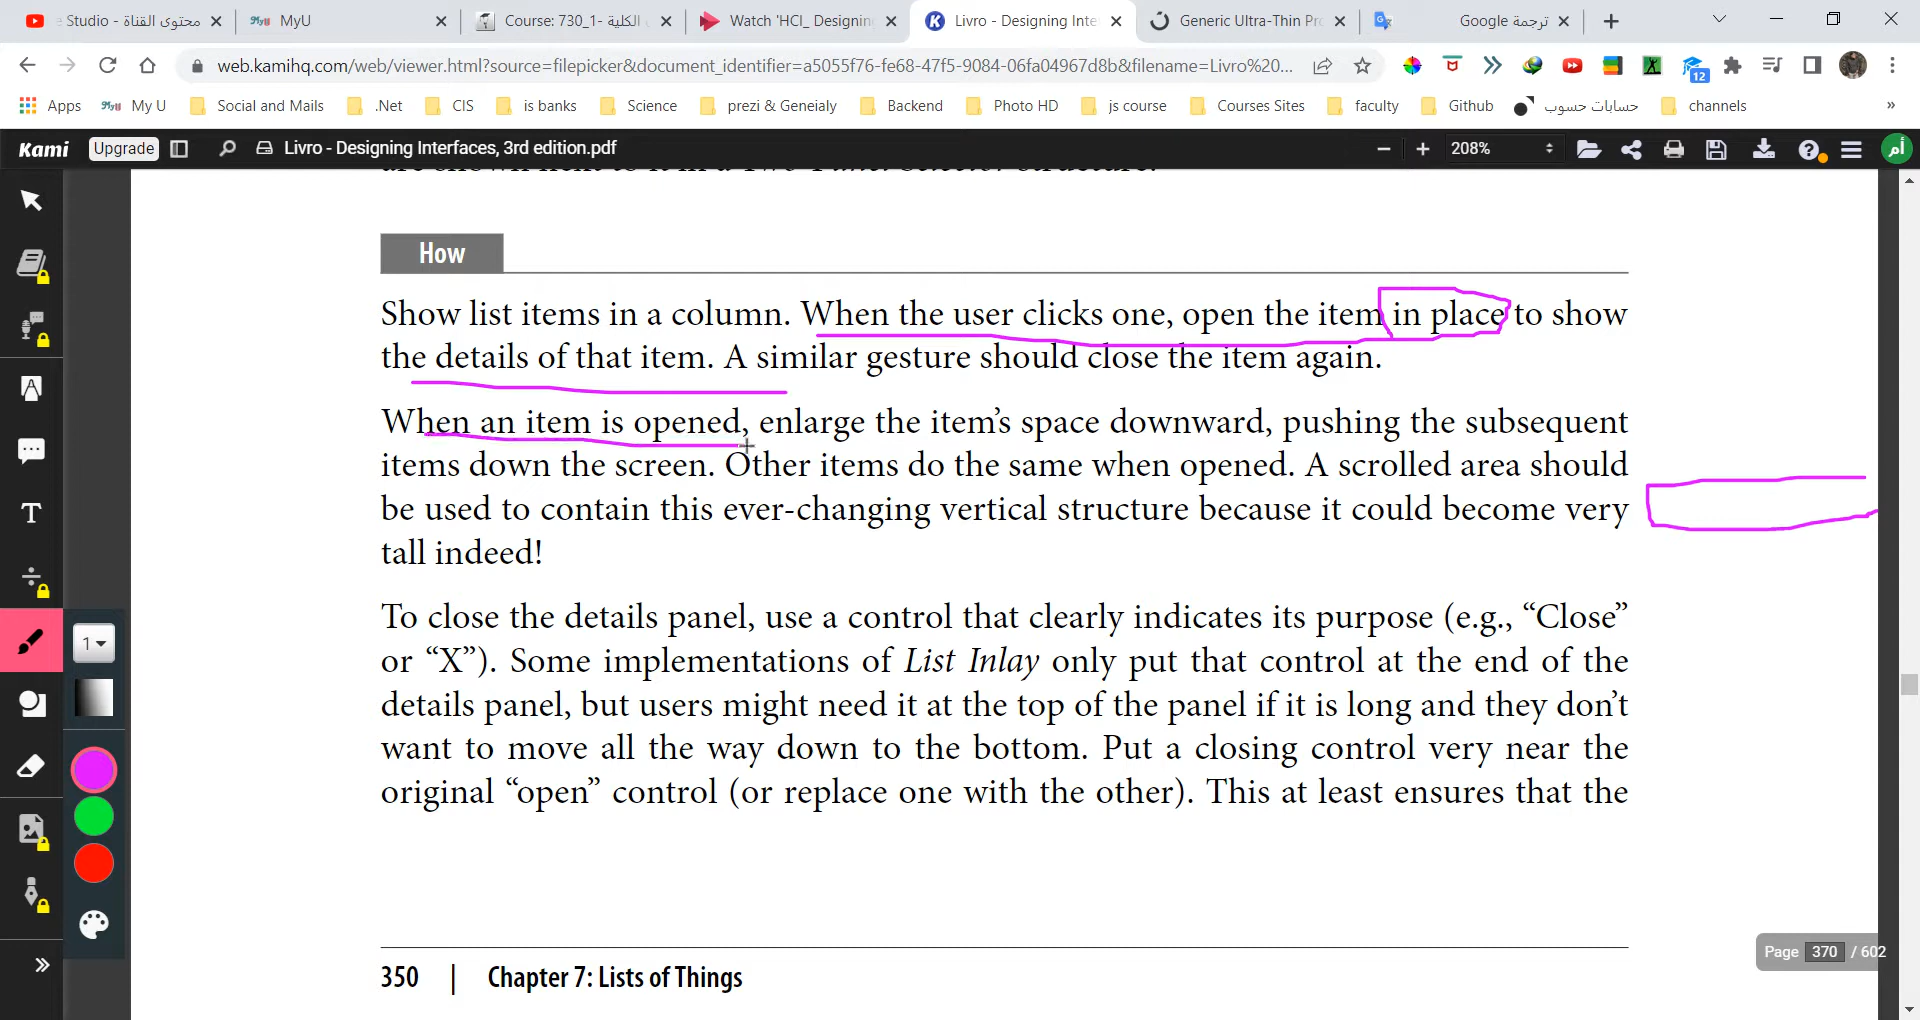 Studio - محتوى القناة
MyU
Course: 730_1- الكلية
Watch 'HCI_ Designin
Livro - Designing Inte
Generic Ultra-Thin Pr
Google ترجمة
web.kamihq.com/web/viewer.html?source=filepicker&document_identifier=a5055f76-fe68-47f5-9084-06fa04967d8b&filename=Livro%20...
12
Apps
My U
Social and Mails
.Net
CIS
is banks
Science
prezi & Geneialy
Backend
Photo HD
js course
Courses Sites
faculty
Github
حسابات حسوب
channels
»
Kami
Upgrade
Livro - Designing Interfaces, 3rd edition.pdf
208%
أم
How
Show list items in a column. When the user clicks one, open the item in place to show
the details of that item. A similar gesture should close the item again.
When an item is opened, enlarge the item's space downward, pushing the subsequent
items down the screen. Other items do the same when opened. A scrolled area should
be used to contain this ever-changing vertical structure because it could become very
tall indeed!
To close the details panel, use a control that clearly indicates its purpose (e.g., “Close”
or “X”). Some implementations of List Inlay only put that control at the end of the
details panel, but users might need it at the top of the panel if it is long and they don't
want to move all the way down to the bottom. Put a closing control very near the
original “open” control (or replace one with the other). This at least ensures that the
1
350 | Chapter 7: Lists of Things
Page 370 / 602